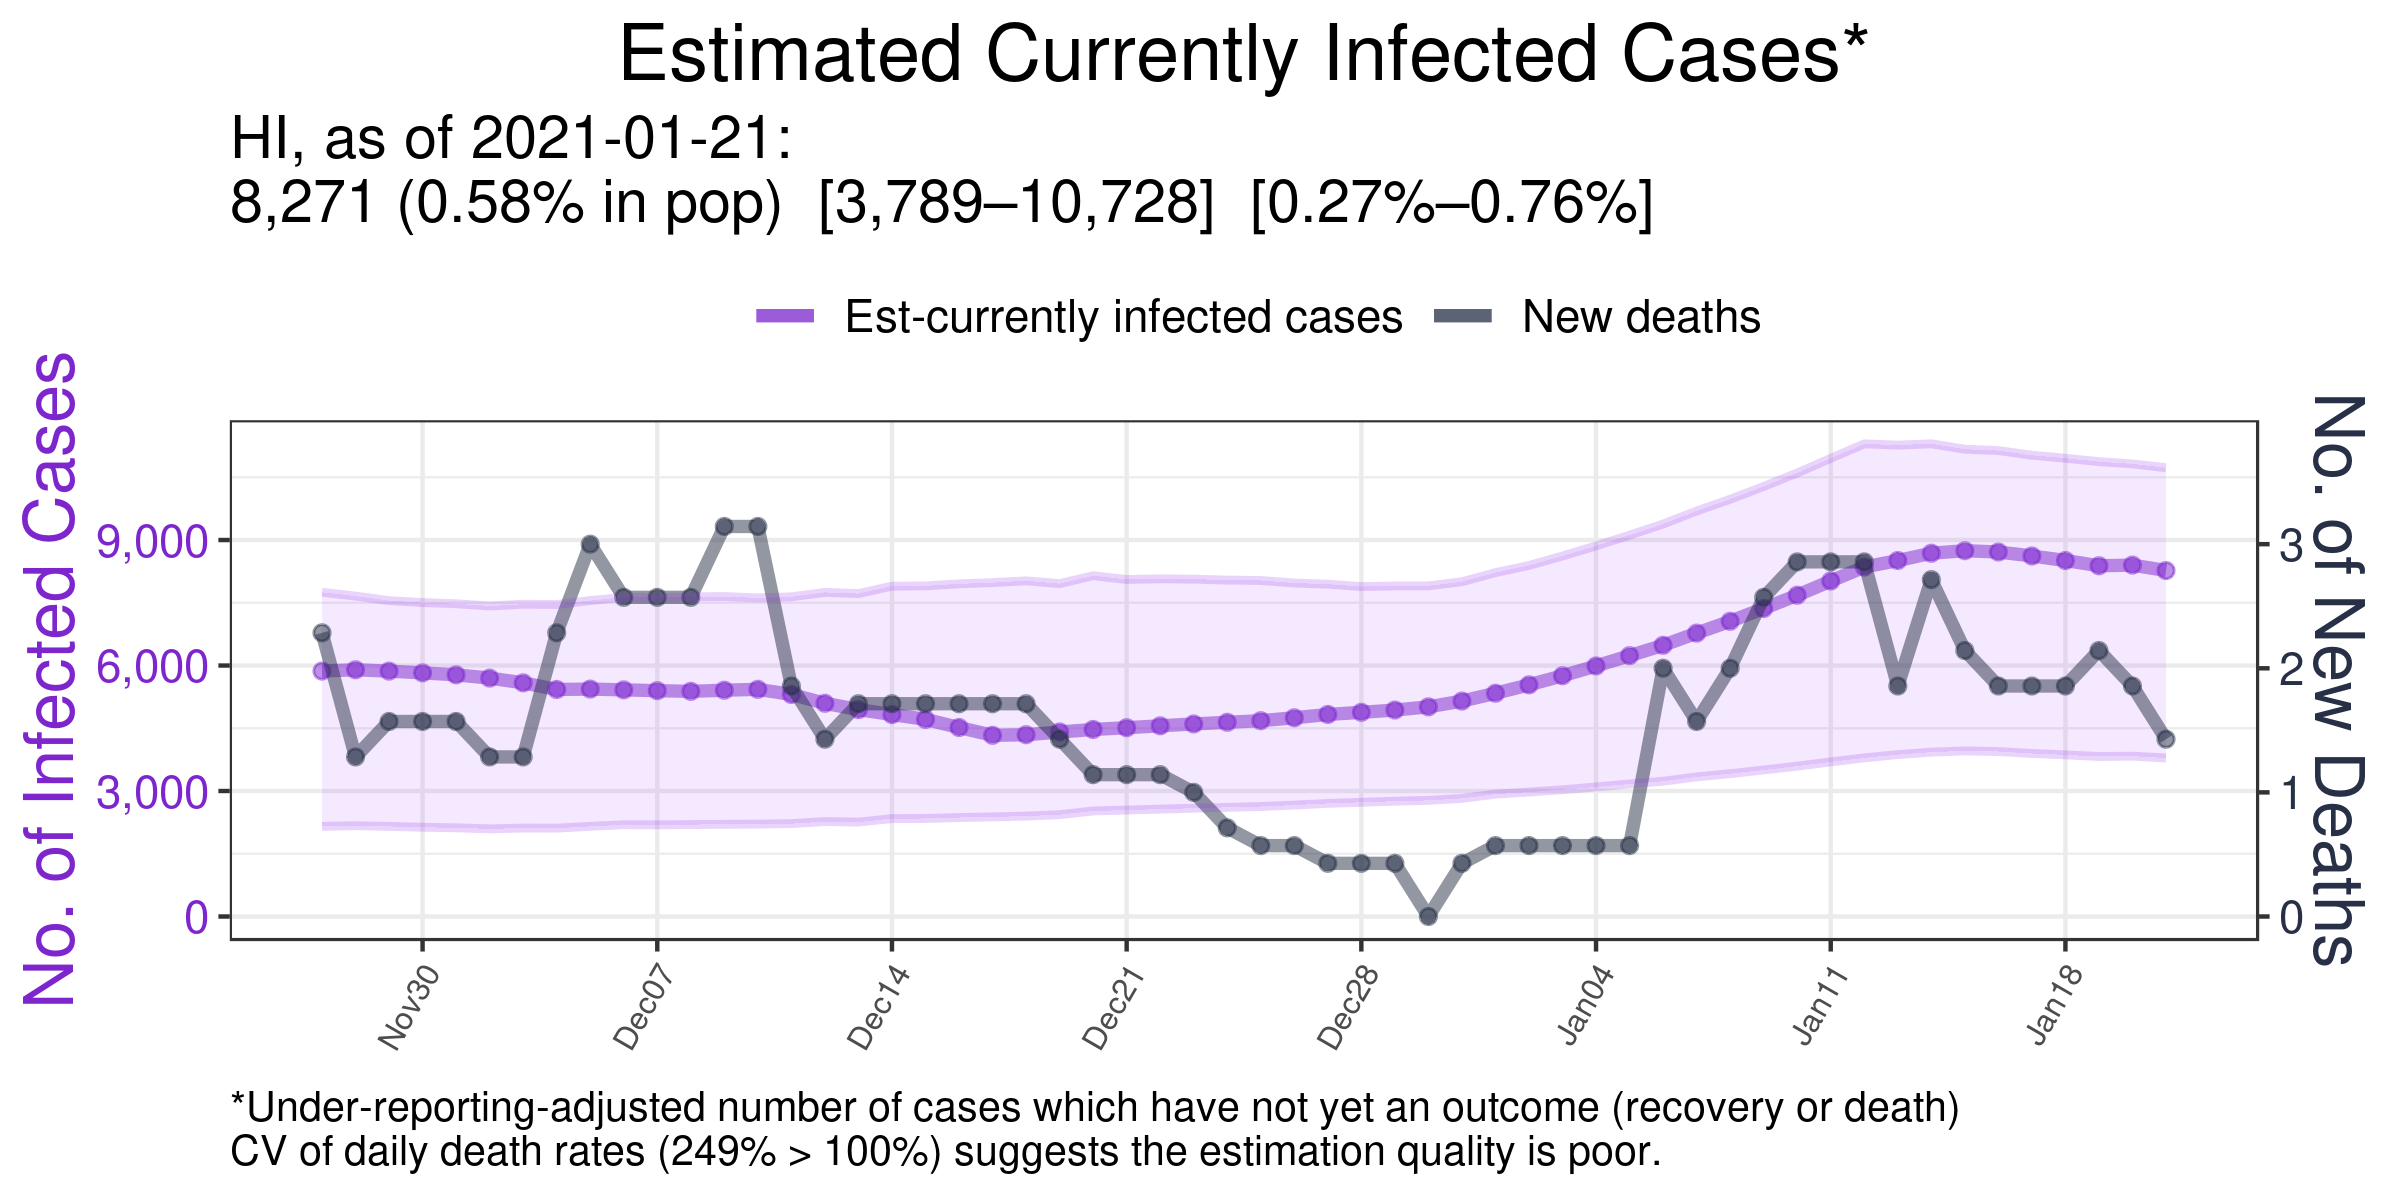 Estimated Currently Infected Cases*
HI, as of 2021-01-21:
8,271 (0.58% in pop)  [3,789–10,728]  [0.27%–0.76%]
Est-currently infected cases
New deaths
No. of Infected Cases
9,000
6,000
3,000
0
3
2
1
0
No. of New Deaths
Nov30
Dec07
Dec14
Dec21
Dec28
Jan04
Jan11
Jan18
*Under-reporting-adjusted number of cases which have not yet an outcome (recovery or death)
CV of daily death rates (249% > 100%) suggests the estimation quality is poor.